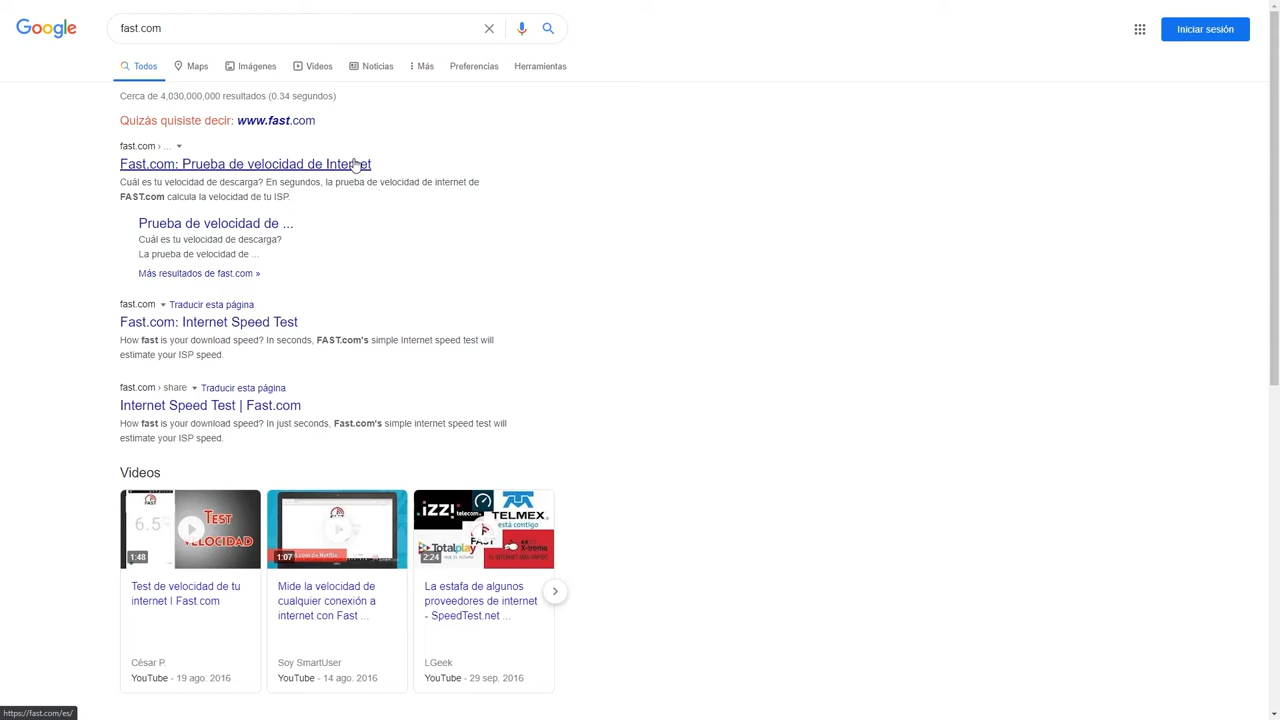 Google
fast.com
Iniciar sesión
Todos
Maps
Imágenes
Videos
Noticias
Más
Preferencias
Herramientas
Cerca de 4,030,000,000 resultados (0.34 segundos)
Quizás quisiste decir: www.fast.com
fast.com › ...
Fast.com: Prueba de velocidad de Internet
Cuál es tu velocidad de descarga? En segundos, la prueba de velocidad de internet de
FAST.com calcula la velocidad de tu ISP.
Prueba de velocidad de ...
Cuál es tu velocidad de descarga?
La prueba de velocidad de ...
Más resultados de fast.com »
fast.com Traducir esta página
Fast.com: Internet Speed Test
How fast is your download speed? In seconds, FAST.com's simple Internet speed test will
estimate your ISP speed.
fast.com › share Traducir esta página
Internet Speed Test | Fast.com
How fast is your download speed? In just seconds, Fast.com's simple internet speed test will
estimate your ISP speed.
Videos
FAST
6.5
TEST
VELOCIDAD
1:48
1:07
izzi
telecom
TELMEX
está contigo
FAST
Totalplay
2:24
Test de velocidad de tu
internet I Fast.com
César P.
YouTube - 19 ago. 2016
Mide la velocidad de
cualquier conexión a
internet con Fast ...
Soy SmartUser
YouTube - 14 ago. 2016
La estafa de algunos
proveedores de internet
- SpeedTest.net ...
LGeek
YouTube - 29 sep. 2016
https://fast.com/es/